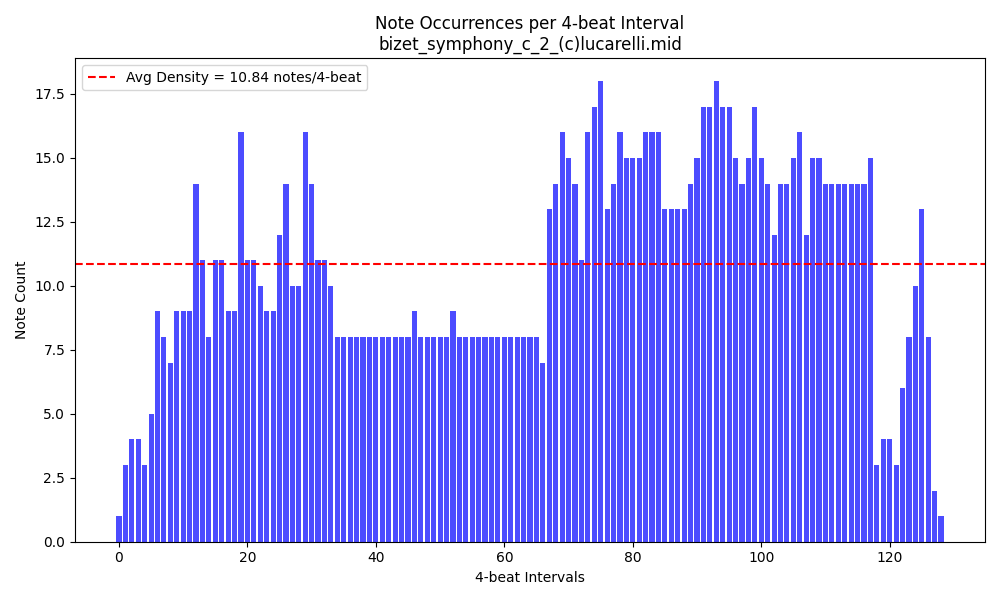 Note Occurrences per 4-beat Interval
bizet_symphony_c_2_(c)lucarelli.mid
Avg Density = 10.84 notes/4-beat
17.5
15.0
12.5
10.0
7.5
5.0
2.5
0.0
Note Count
0 20 40 60 80 100 120
4-beat Intervals